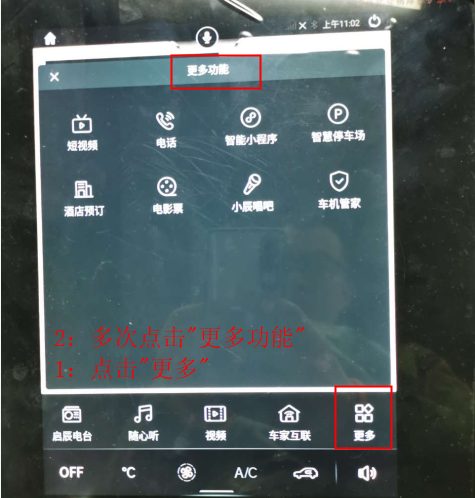 上午11:02
更多功能
短视频
电话
智能小程序
智慧停车场
酒店预订
电影票
小辰唱吧
车机管家
2: 多次点击"更多功能"
1: 点击"更多"
启辰电台
随心听
视频
车家互联
更多
OFF
℃
A/C